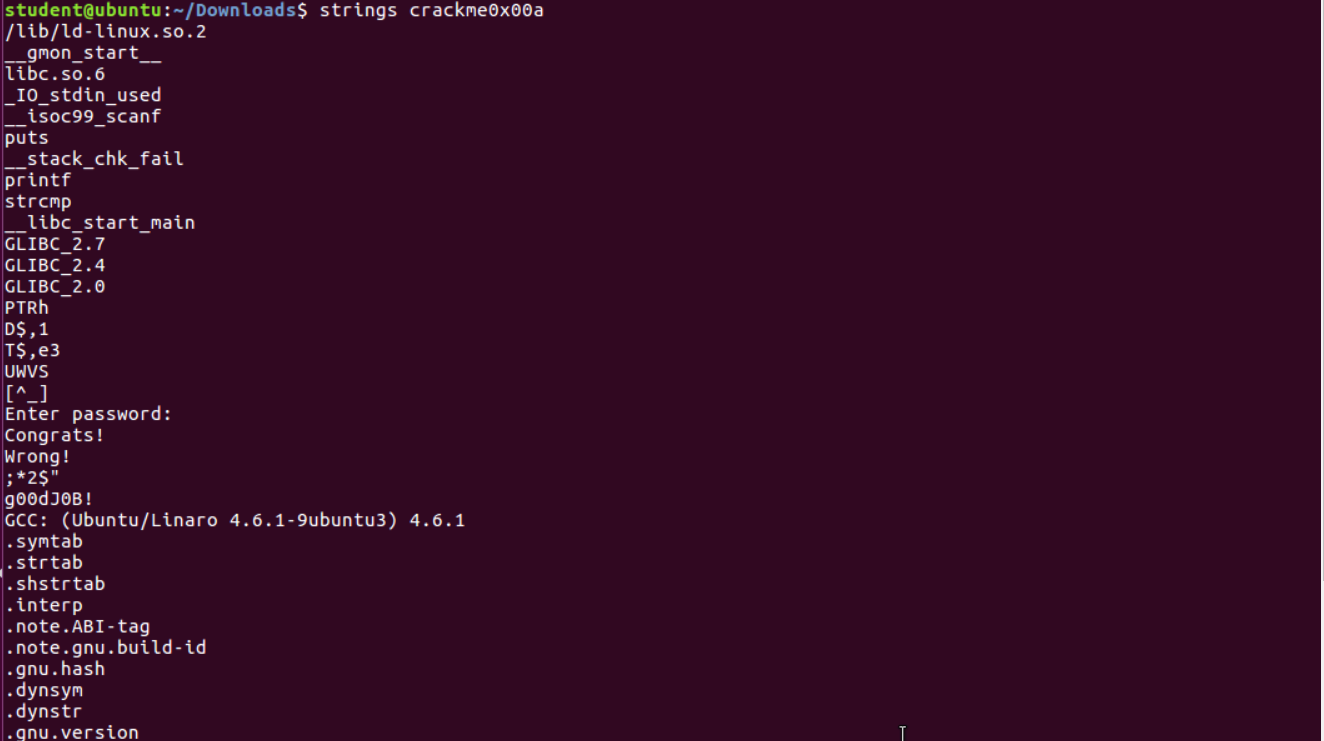 student@ubuntu:~/Downloads$ strings crackme0x00a
/lib/ld-linux.so.2
__gmon_start__
libc.so.6
_IO_stdin_used
__isoc99_scanf
puts
__stack_chk_fail
printf
strcmp
__libc_start_main
GLIBC_2.7
GLIBC_2.4
GLIBC_2.0
PTRh
D$,1
T$,e3
UWVS
[^_]
Enter password:
Congrats!
Wrong!
;*2$"
g00dJ0B!
GCC: (Ubuntu/Linaro 4.6.1-9ubuntu3) 4.6.1
.symtab
.strtab
.shstrtab
.interp
.note.ABI-tag
.note.gnu.build-id
.gnu.hash
.dynsym
.dynstr
.gnu.version